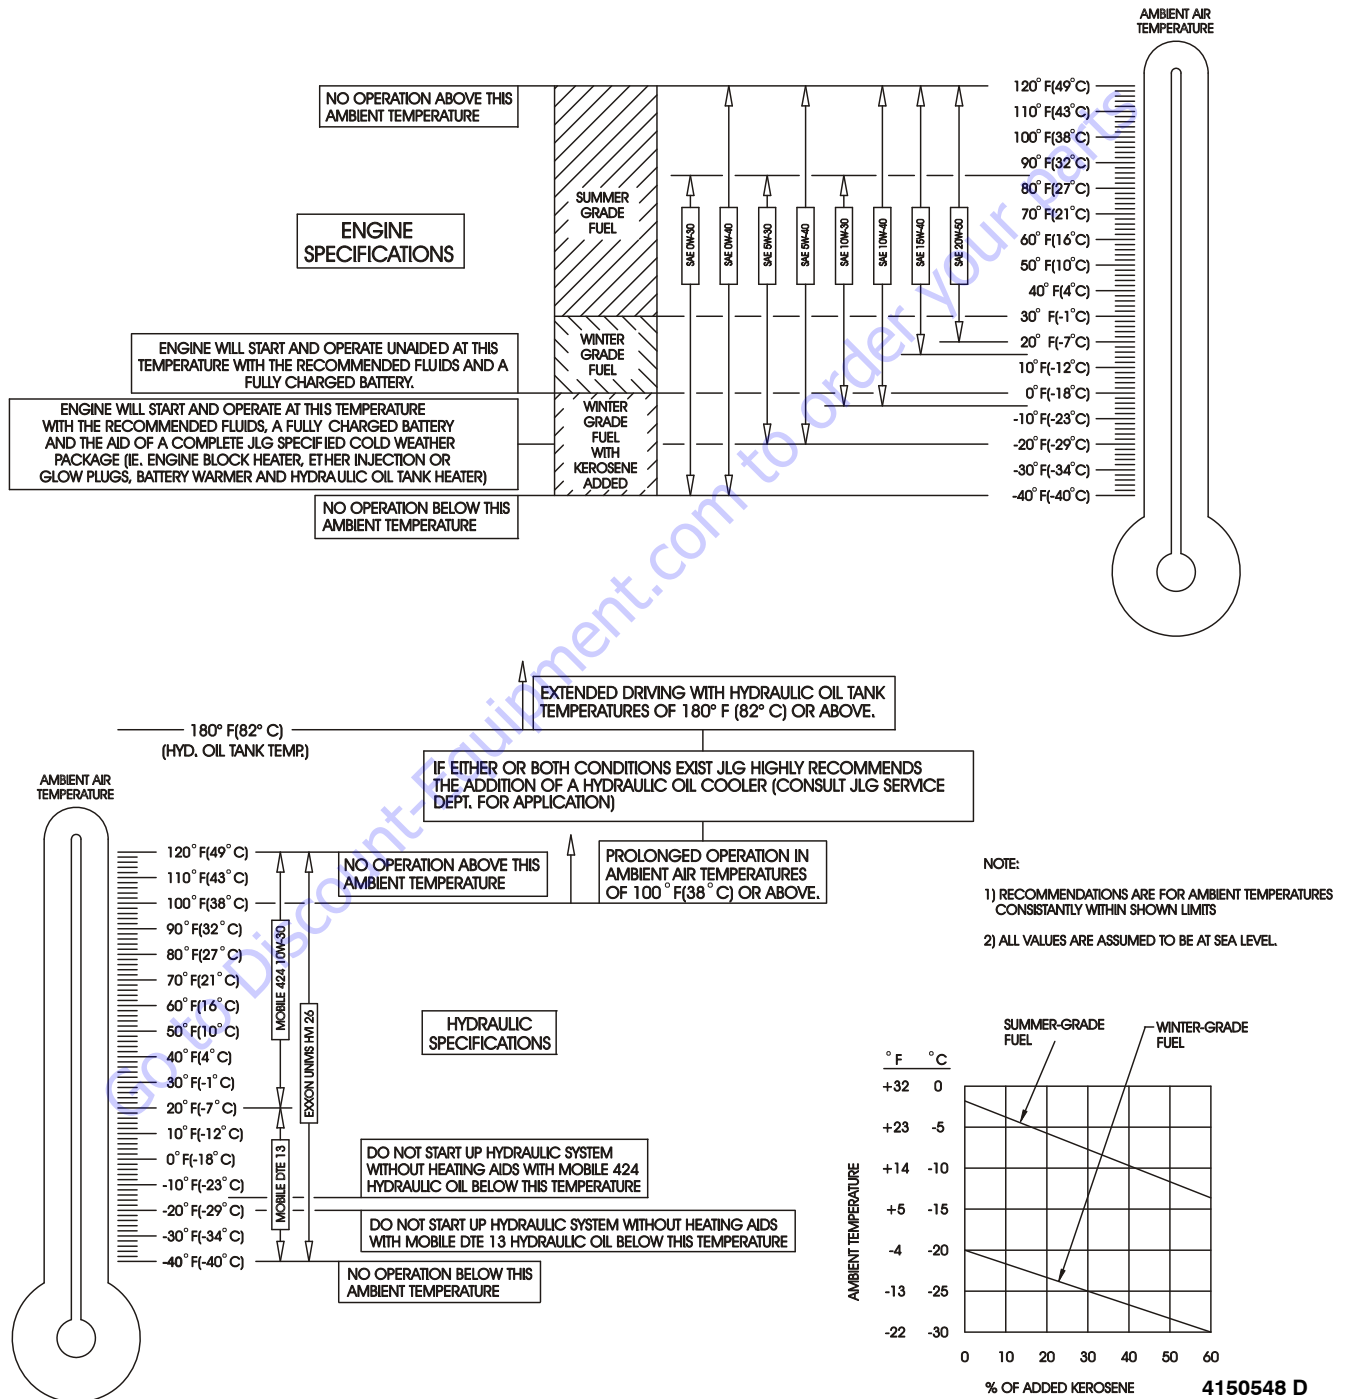 AMBIENT AIR
TEMPERATURE
120° F(49°C)
110° F(43°C)
100° F(38°C)
90° F(32°C)
80° F(27°C)
70° F(21°C)
60° F(16°C)
50° F(10°C)
40° F(4°C)
30° F(-1°C)
20° F(-7°C)
10° F(-12°C)
0° F(-18°C)
-10° F(-23°C)
-20° F(-29°C)
-30° F(-34°C)
-40° F(-40°C)
NO OPERATION ABOVE THIS
AMBIENT TEMPERATURE
ENGINE
SPECIFICATIONS
SUMMER
GRADE
FUEL
WINTER
GRADE
FUEL
WINTER
GRADE
FUEL
WITH
KEROSENE
ADDED
SAE 0W-30
SAE 0W-40
SAE 5W-30
SAE 5W-40
SAE 10W-30
SAE 10W-40
SAE 15W-40
SAE 20W-50
ENGINE WILL START AND OPERATE UNAIDED AT THIS
TEMPERATURE WITH THE RECOMMENDED FLUIDS AND A
FULLY CHARGED BATTERY.
ENGINE WILL START AND OPERATE AT THIS TEMPERATURE
WITH THE RECOMMENDED FLUIDS, A FULLY CHARGED BATTERY
AND THE AID OF A COMPLETE JLG SPECIFIED COLD WEATHER
PACKAGE (IE. ENGINE BLOCK HEATER, ETHER INJECTION OR
GLOW PLUGS, BATTERY WARMER AND HYDRAULIC OIL TANK HEATER)
NO OPERATION BELOW THIS
AMBIENT TEMPERATURE
Go to Discount-Equipment.com to order your parts
EXTENDED DRIVING WITH HYDRAULIC OIL TANK
TEMPERATURES OF 180° F (82° C) OR ABOVE.
180° F(82° C)
(HYD. OIL TANK TEMP.)
IF EITHER OR BOTH CONDITIONS EXIST JLG HIGHLY RECOMMENDS
THE ADDITION OF A HYDRAULIC OIL COOLER (CONSULT JLG SERVICE
DEPT. FOR APPLICATION)
AMBIENT AIR
TEMPERATURE
120° F(49° C)
110° F(43° C)
100° F(38° C)
90° F(32° C)
80° F(27° C)
70° F(21° C)
60° F(16° C)
50° F(10° C)
40° F(4° C)
30° F(-1° C)
20° F(-7° C)
10° F(-12° C)
0° F(-18° C)
-10° F(-23° C)
-20° F(-29° C)
-30° F(-34° C)
-40° F(-40° C)
MOBILE 424 10W-30
MOBILE DTE 13
EXXON UNIVIS HVI 26
NO OPERATION ABOVE THIS
AMBIENT TEMPERATURE
PROLONGED OPERATION IN
AMBIENT AIR TEMPERATURES
OF 100° F(38° C) OR ABOVE.
HYDRAULIC
SPECIFICATIONS
DO NOT START UP HYDRAULIC SYSTEM
WITHOUT HEATING AIDS WITH MOBILE 424
HYDRAULIC OIL BELOW THIS TEMPERATURE
DO NOT START UP HYDRAULIC SYSTEM WITHOUT HEATING AIDS
WITH MOBILE DTE 13 HYDRAULIC OIL BELOW THIS TEMPERATURE
NO OPERATION BELOW THIS
AMBIENT TEMPERATURE
NOTE:
1) RECOMMENDATIONS ARE FOR AMBIENT TEMPERATURES
CONSISTANTLY WITHIN SHOWN LIMITS
2) ALL VALUES ARE ASSUMED TO BE AT SEA LEVEL.
SUMMER-GRADE
FUEL
WINTER-GRADE
FUEL
°F °C
+32 0
+23 -5
+14 -10
+5 -15
-4 -20
-13 -25
-22 -30
AMBIENT TEMPERATURE
0 10 20 30 40 50 60
% OF ADDED KEROSENE
4150548 D